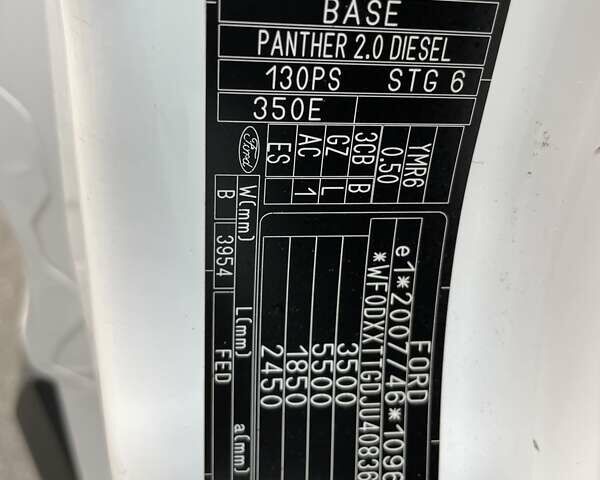 BASE
PANTHER 2.0 DIESEL
130PS STG 6
350E
YMR6
0.50
3CB B
GZ L
AC 1
ES
Ford
FORD
e1*2007/46*1096
*WF0DXXTTGDJU40836
3500
5500
1850
2450
W(mm) L(mm) a(mm)
B 3954 FED